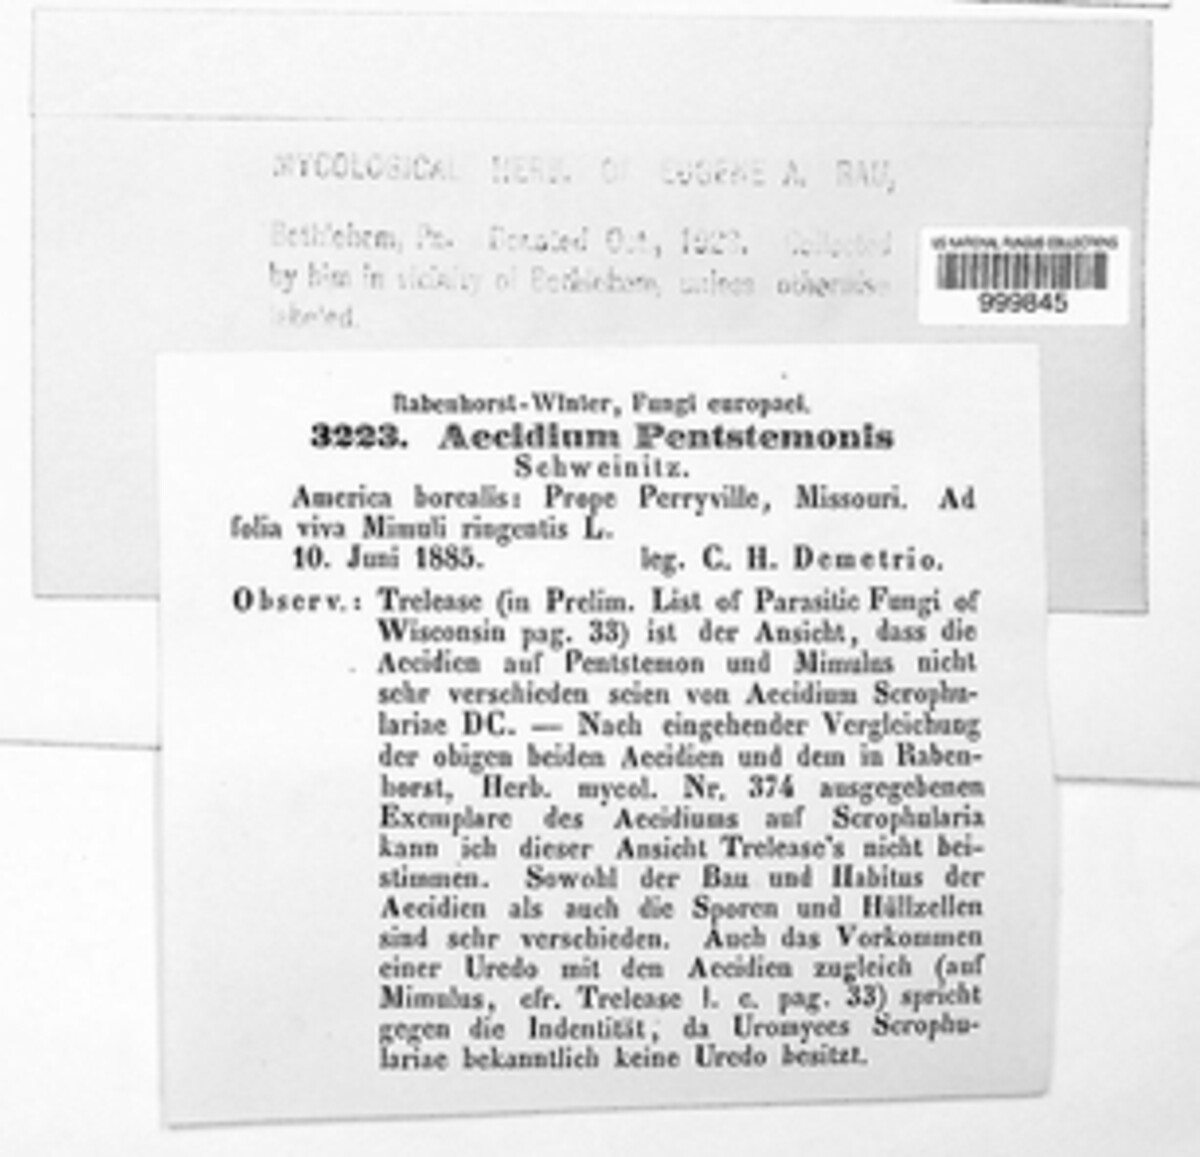 MYCOLOGICAL HERB. OF EUGENE A. RAU,
Bethlehem, Pa. Donated Oct., 1923. Collected
by him in vicinity of Bethlehem, unless otherwise
labeled.
US NATIONAL FUNGUS COLLECTIONS
999845
Rabenhorst-Winter, Fungi europaei.
3223. Aecidium Pentstemonis
Schweinitz.
America borealis: Prope Perryville, Missouri. Ad
folia viva Mimuli ringentis L.
10. Juni 1885. leg. C. H. Demetrio.
Observ.: Trelease (in Prelim. List of Parasitic Fungi of
Wisconsin pag. 33) ist der Ansicht, dass die
Aecidien auf Pentstemon und Mimulus nicht
sehr verschieden seien von Aecidium Scrophu-
lariae DC. — Nach eingehender Vergleichung
der obigen beiden Aecidien und dem in Raben-
horst, Herb. mycol. Nr. 374 ausgegebenen
Exemplare des Aecidiums auf Scrophularia
kann ich dieser Ansicht Trelease's nicht bei-
stimmen. Sowohl der Bau und Habitus der
Aecidien als auch die Sporen und Hüllzellen
sind sehr verschieden. Auch das Vorkommen
einer Uredo mit den Aecidien zugleich (auf
Mimulus, cfr. Trelease l. c. pag. 33) spricht
gegen die Indentität, da Uromyces Scrophu-
lariae bekanntlich keine Uredo besitzt.